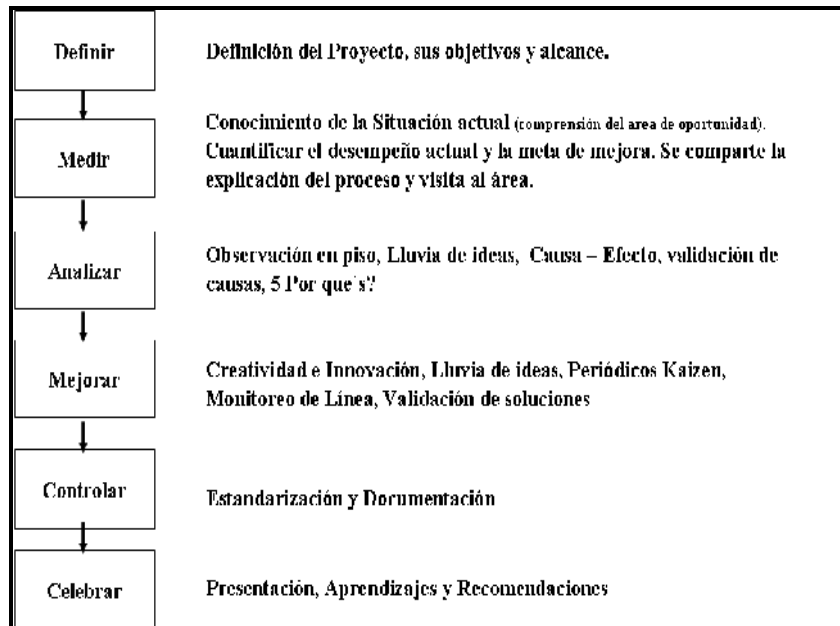 Definir
Definición del Proyecto, sus objetivos y alcance.
Medir
Conocimiento de la Situación actual (comprensión del area de oportunidad).
Cuantificar el desempeño actual y la meta de mejora. Se comparte la
explicación del proceso y visita al área.
Analizar
Observación en piso, Lluvia de ideas, Causa – Efecto, validación de
causas, 5 Por que´s?
Mejorar
Creatividad e Innovación, Lluvia de ideas, Periódicos Kaizen,
Monitoreo de Línea, Validación de soluciones
Controlar
Estandarización y Documentación
Celebrar
Presentación, Aprendizajes y Recomendaciones